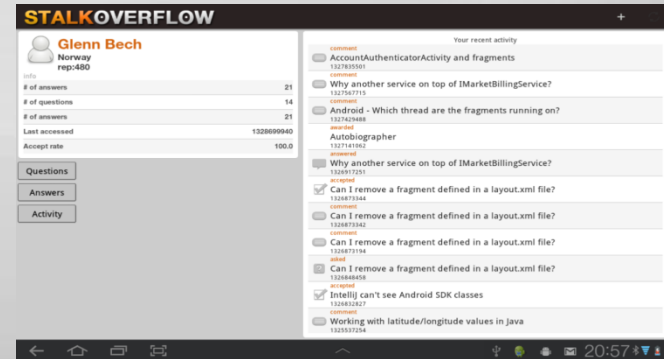 STALKOVERFLOW
Glenn Bech
Norway
rep:480
info
# of answers 21
# of questions 14
# of answers 21
Last accessed 1328699940
Accept rate 100.0
Questions
Answers
Activity
Your recent activity
comment
AccountAuthenticatorActivity and fragments
1327835501
comment
Why another service on top of IMarketBillingService?
1327567715
comment
Android - Which thread are the fragments running on?
1327429488
awarded
Autobiographer
1327141062
answered
Why another service on top of IMarketBillingService?
1326917251
accepted
Can I remove a fragment defined in a layout.xml file?
1326873344
comment
Can I remove a fragment defined in a layout.xml file?
1326873342
comment
Can I remove a fragment defined in a layout.xml file?
1326873194
asked
Can I remove a fragment defined in a layout.xml file?
1326848458
accepted
IntelliJ can't see Android SDK classes
1326832827
comment
Working with latitude/longitude values in Java
1325537254
20:57